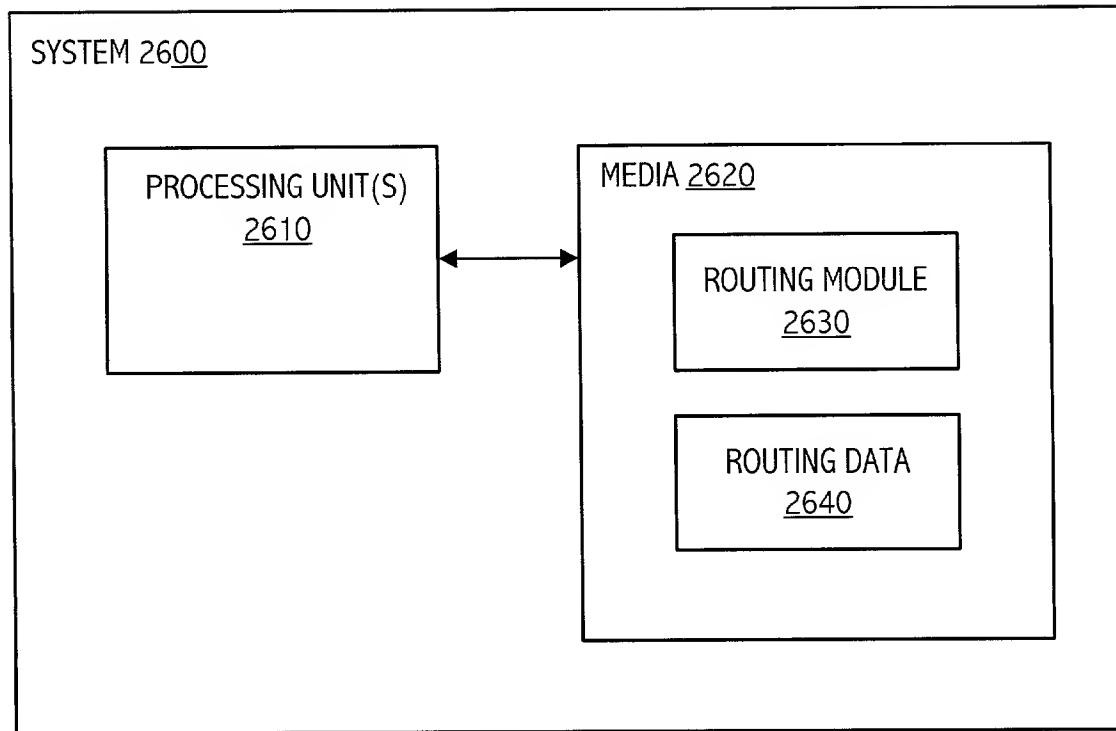 SYSTEM 2600
PROCESSING UNIT(S)
2610
MEDIA 2620
ROUTING MODULE
2630
ROUTING DATA
2640